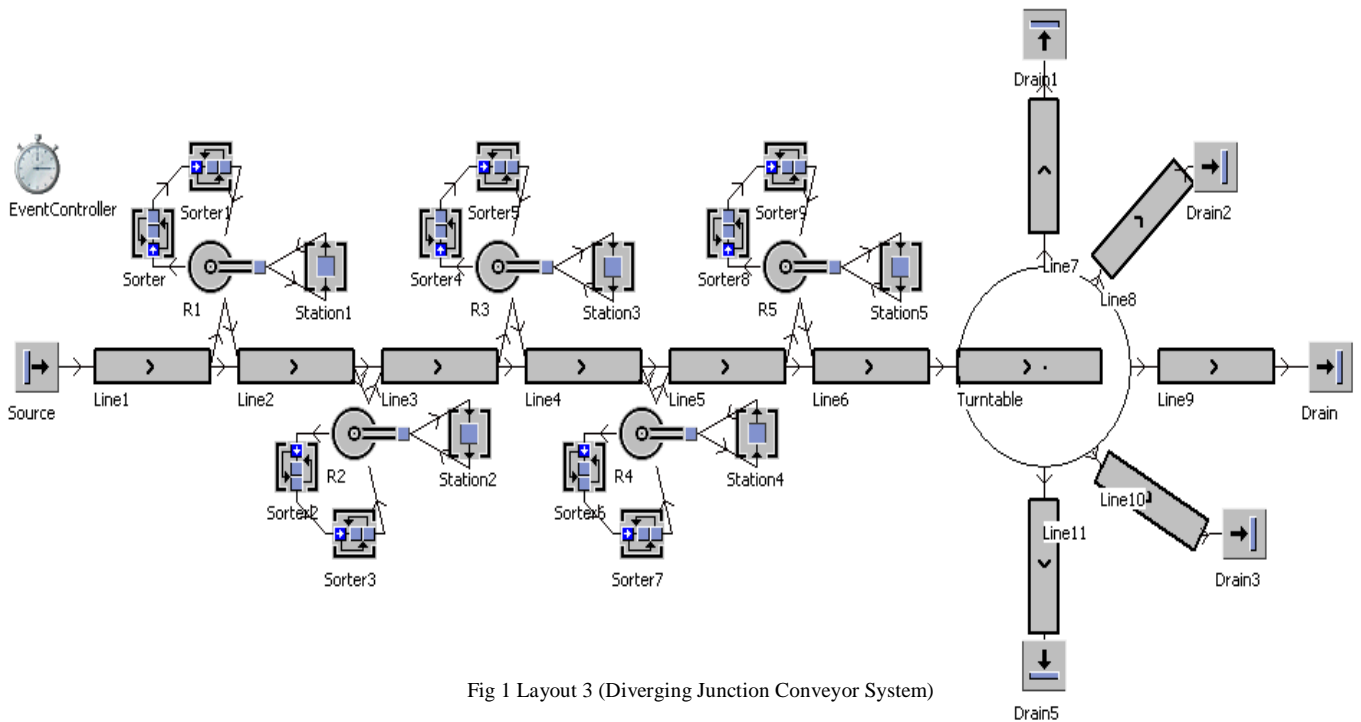 Drain1
EventController
Sorter1
Sorter5
Sorter9
Drain2
Sorter
Sorter4
Sorter8
Line7
Line8
R1
Station1
R3
Station3
R5
Station5
Source
Line1
Line2
Line3
Line4
Line5
Line6
Turntable
Line9
Drain
Sorter2
R2
Station2
Sorter6
R4
Station4
Line10
Line11
Sorter3
Sorter7
Drain3
Fig 1 Layout 3 (Diverging Junction Conveyor System)
Drain5